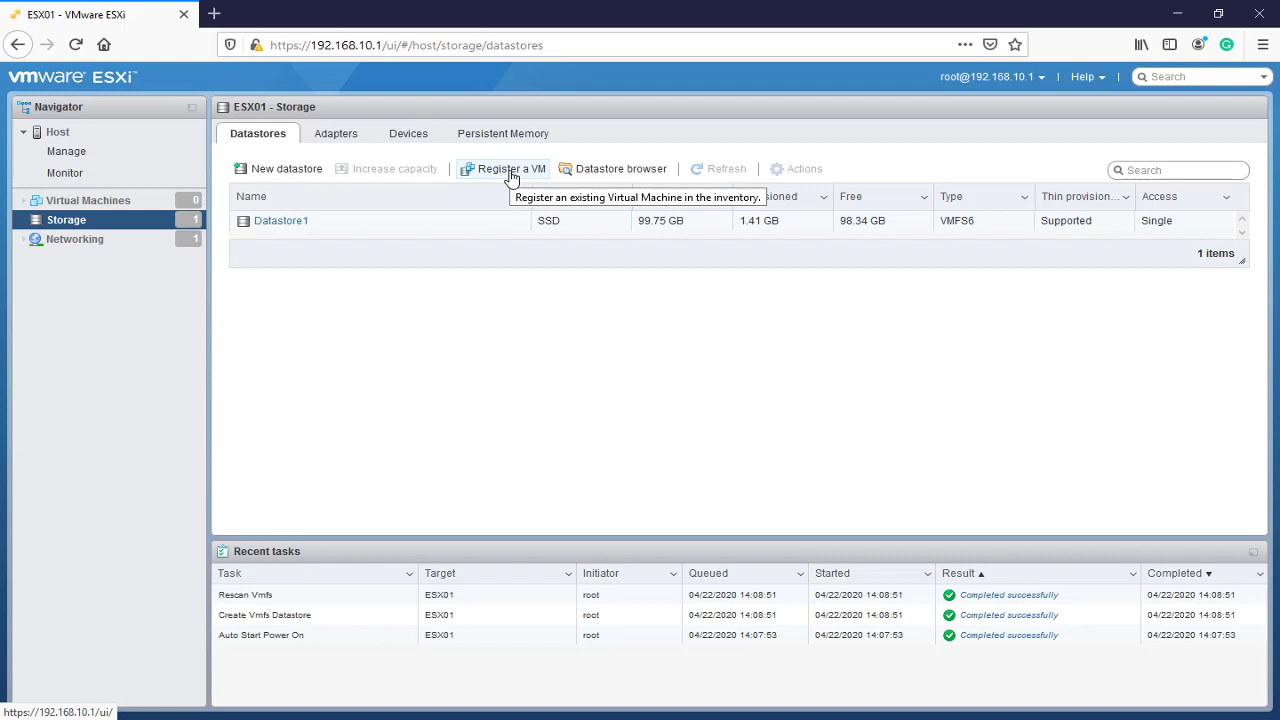 ESX01 - VMware ESXi
https://192.168.10.1/ui/#/host/storage/datastores
vmware ESXi™
root@192.168.10.1
Help
Search
Navigator
Host
Manage
Monitor
Virtual Machines 0
Storage 1
Networking 1
ESX01 - Storage
Datastores Adapters Devices Persistent Memory
New datastore Increase capacity Register a VM Datastore browser Refresh Actions
Search
Register an existing Virtual Machine in the inventory.
Name Free Type Thin provision... Access
Datastore1 SSD 99.75 GB 1.41 GB 98.34 GB VMFS6 Supported Single
1 items
Recent tasks
Task Target Initiator Queued Started Result Completed
Rescan Vmfs ESX01 root 04/22/2020 14:08:51 04/22/2020 14:08:51 Completed successfully 04/22/2020 14:08:51
Create Vmfs Datastore ESX01 root 04/22/2020 14:08:51 04/22/2020 14:08:51 Completed successfully 04/22/2020 14:08:51
Auto Start Power On ESX01 root 04/22/2020 14:07:53 04/22/2020 14:07:53 Completed successfully 04/22/2020 14:07:53
https://192.168.10.1/ui/